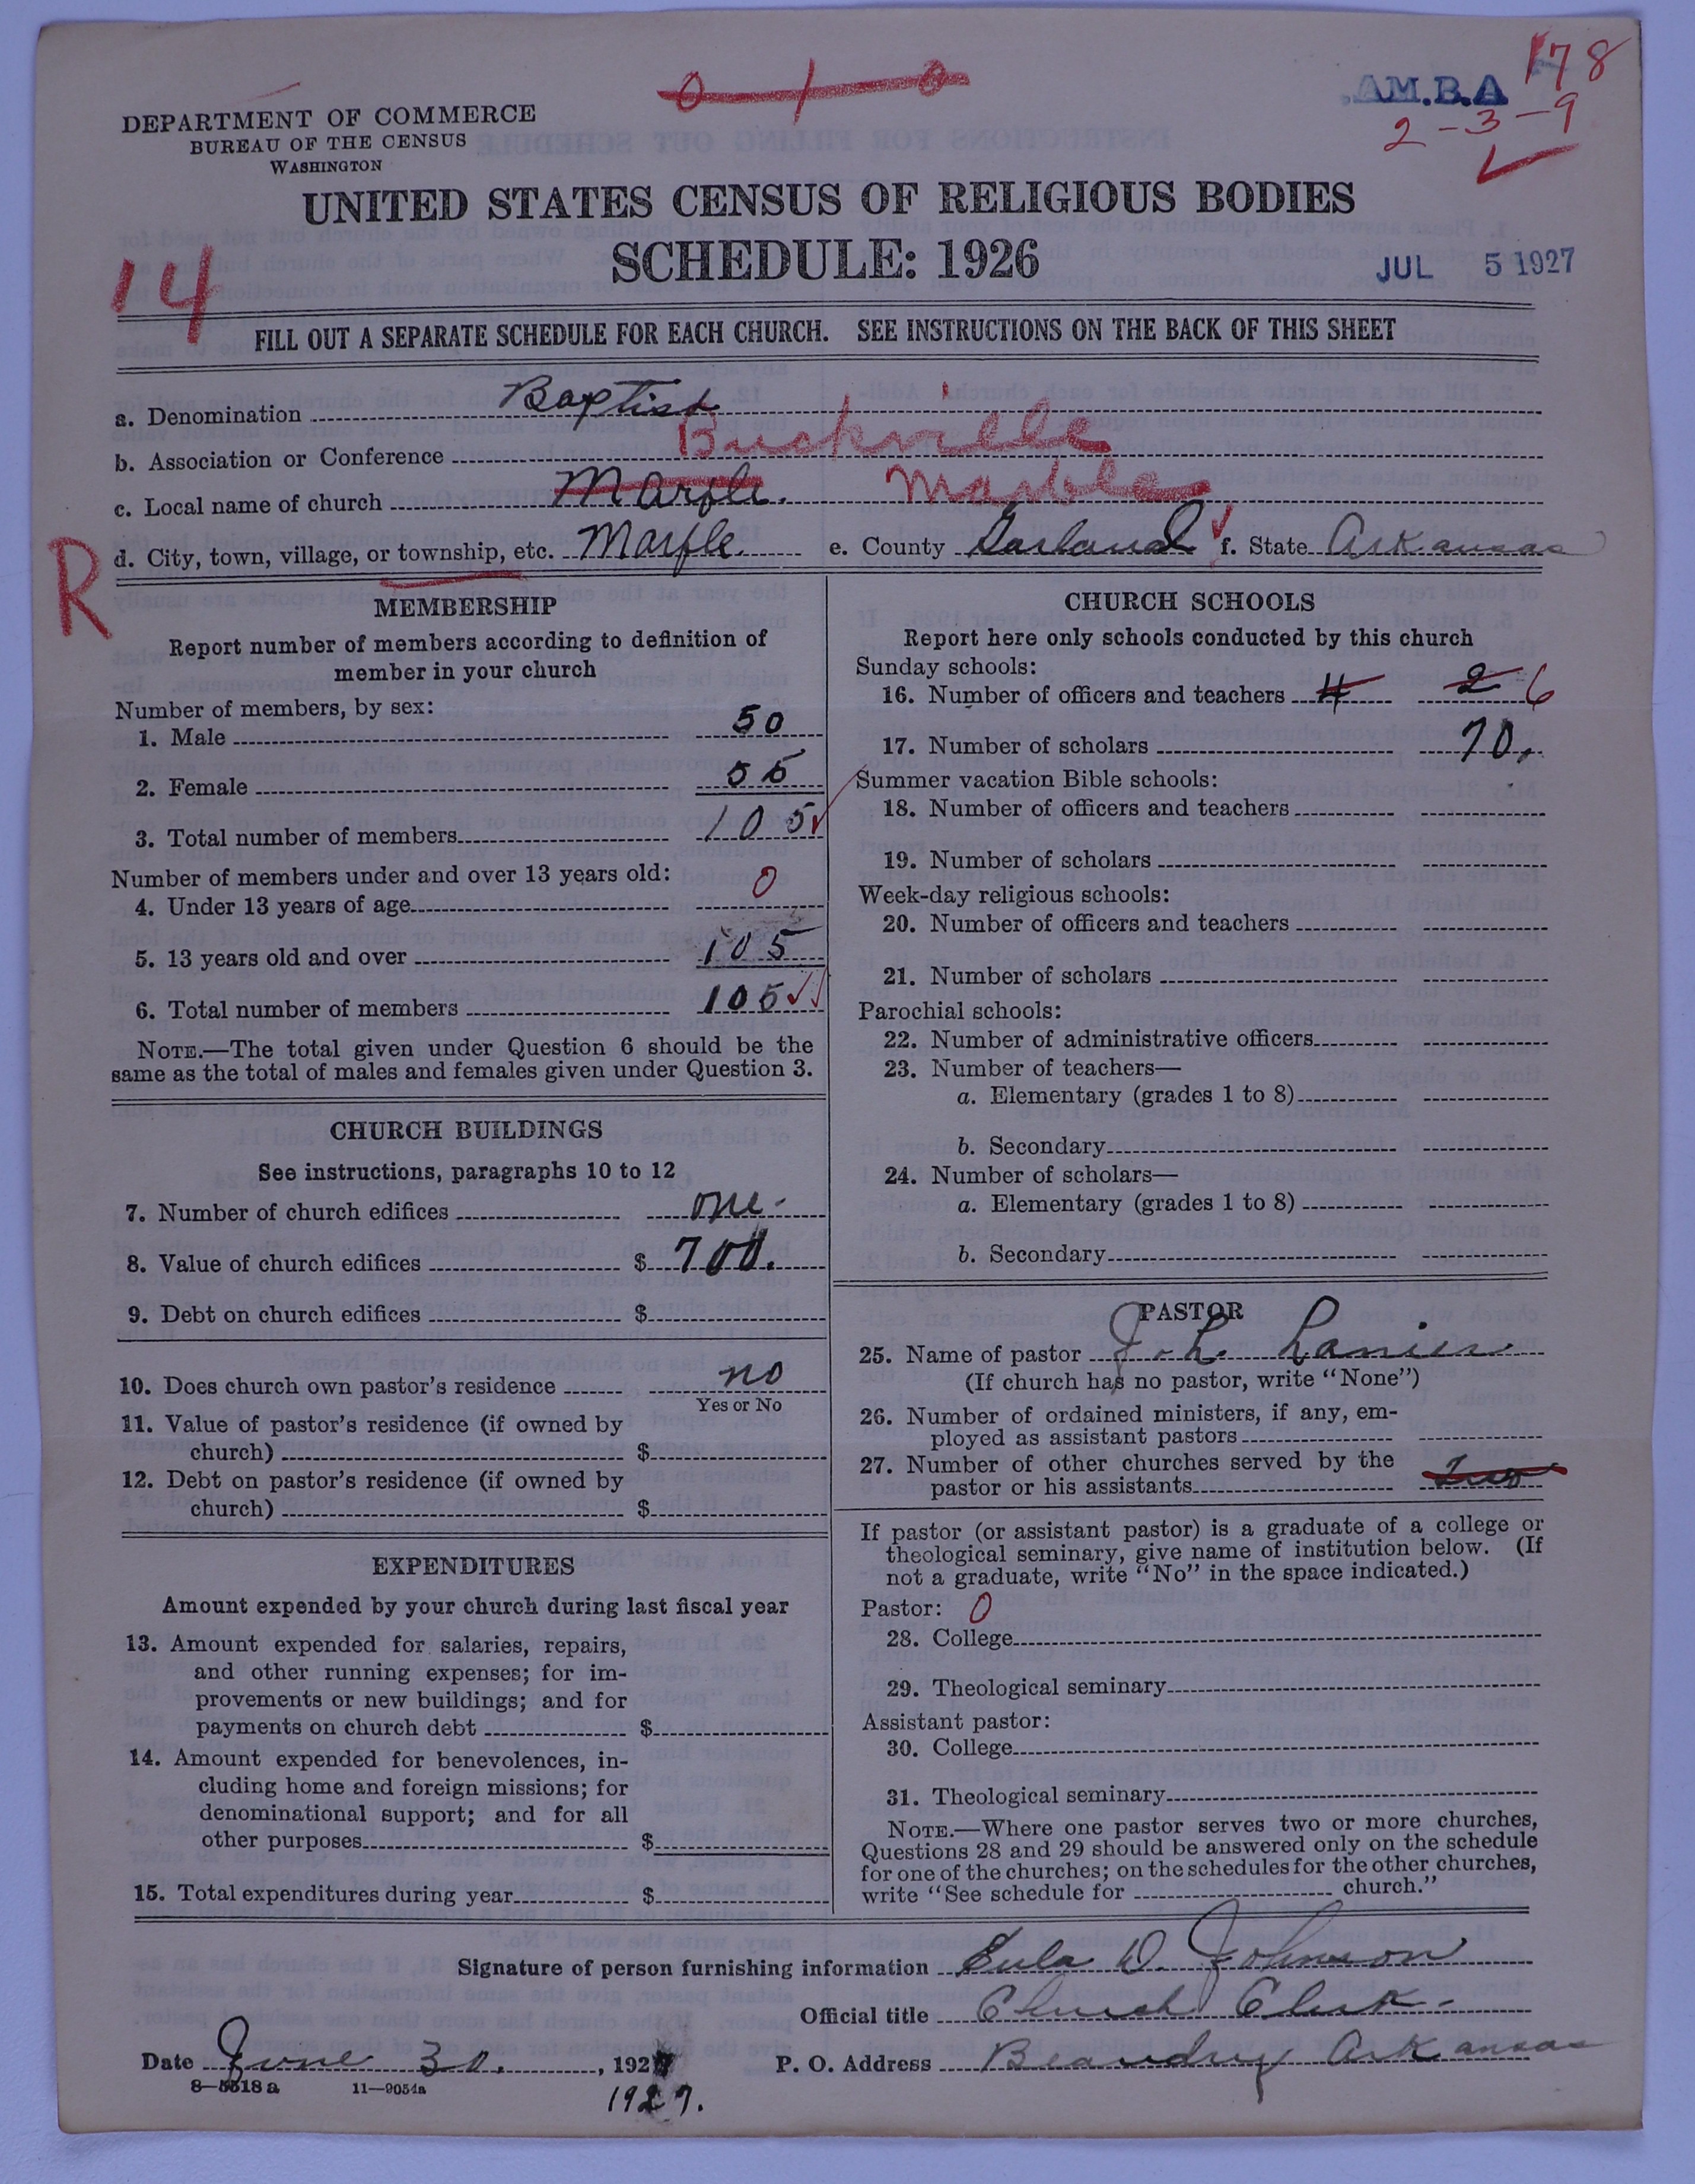 0 1 0
AM.B.A 178
2-3-9
DEPARTMENT OF COMMERCE
BUREAU OF THE CENSUS
WASHINGTON
UNITED STATES CENSUS OF RELIGIOUS BODIES
SCHEDULE: 1926
JUL 5 1927
14
FILL OUT A SEPARATE SCHEDULE FOR EACH CHURCH. SEE INSTRUCTIONS ON THE BACK OF THIS SHEET
a. Denomination Baptist
b. Association or Conference Buckville
c. Local name of church Marble. Marble
d. City, town, village, or township, etc. Marble e. County Garland f. State Arkansas
R
MEMBERSHIP
Report number of members according to definition of
member in your church
Number of members, by sex:
1. Male 50
2. Female 55
3. Total number of members 105
Number of members under and over 13 years old:
4. Under 13 years of age 0
5. 13 years old and over 105
6. Total number of members 105
NOTE.—The total given under Question 6 should be the
same as the total of males and females given under Question 3.
CHURCH BUILDINGS
See instructions, paragraphs 10 to 12
7. Number of church edifices one
8. Value of church edifices $ 700.
9. Debt on church edifices $
10. Does church own pastor's residence no
Yes or No
11. Value of pastor's residence (if owned by
church) $
12. Debt on pastor's residence (if owned by
church) $
EXPENDITURES
Amount expended by your church during last fiscal year
13. Amount expended for salaries, repairs,
and other running expenses; for im-
provements or new buildings; and for
payments on church debt $
14. Amount expended for benevolences, in-
cluding home and foreign missions; for
denominational support; and for all
other purposes $
15. Total expenditures during year $
CHURCH SCHOOLS
Report here only schools conducted by this church
Sunday schools:
16. Number of officers and teachers 4 2 6
17. Number of scholars 70.
Summer vacation Bible schools:
18. Number of officers and teachers
19. Number of scholars
Week-day religious schools:
20. Number of officers and teachers
21. Number of scholars
Parochial schools:
22. Number of administrative officers
23. Number of teachers—
a. Elementary (grades 1 to 8)
b. Secondary
24. Number of scholars—
a. Elementary (grades 1 to 8)
b. Secondary
PASTOR
25. Name of pastor J. L. Lanier
(If church has no pastor, write "None")
26. Number of ordained ministers, if any, em-
ployed as assistant pastors
27. Number of other churches served by the
pastor or his assistants two
If pastor (or assistant pastor) is a graduate of a college or
theological seminary, give name of institution below. (If
not a graduate, write "No" in the space indicated.)
Pastor: 0
28. College
29. Theological seminary
Assistant pastor:
30. College
31. Theological seminary
NOTE.—Where one pastor serves two or more churches,
Questions 28 and 29 should be answered only on the schedule
for one of the churches; on the schedules for the other churches,
write "See schedule for church."
Signature of person furnishing information Eula D. Johnson
Official title Church Clerk
Date June 30, 1927 P. O. Address Beaudry Arkansas
8—5518 a 11—9054a
1927.